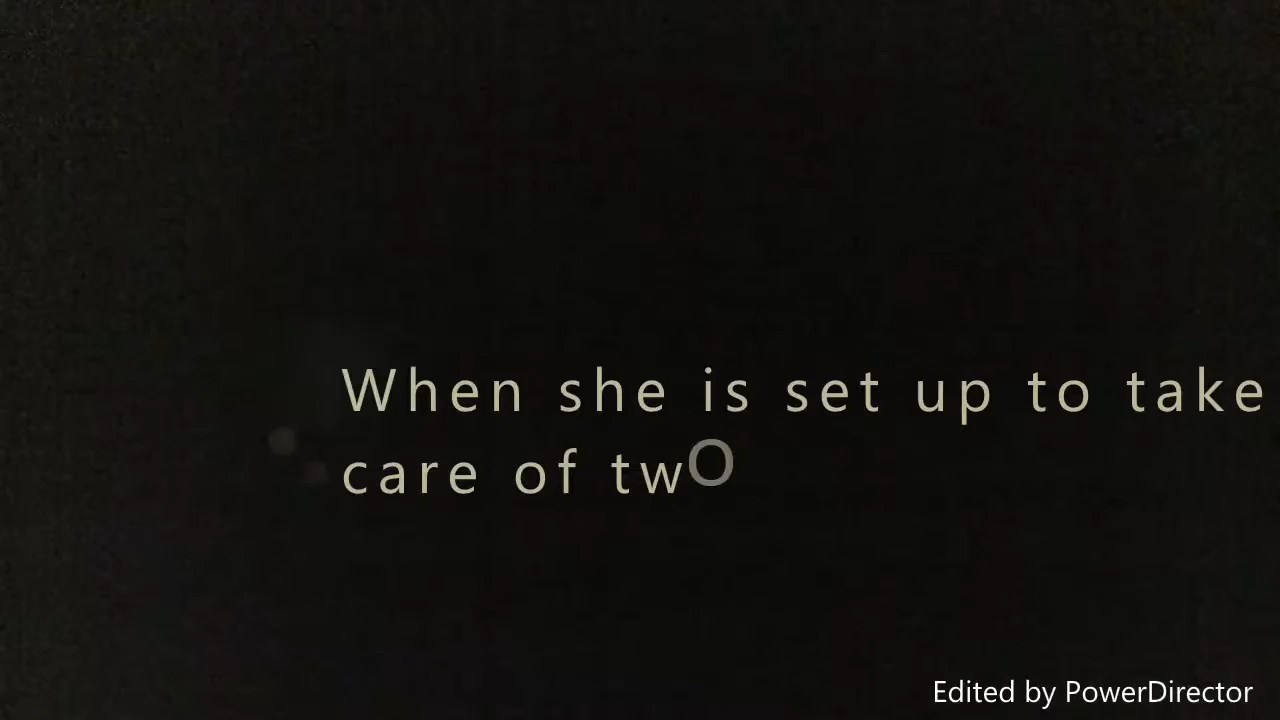 When she is set up to take
care of two
Edited by PowerDirector